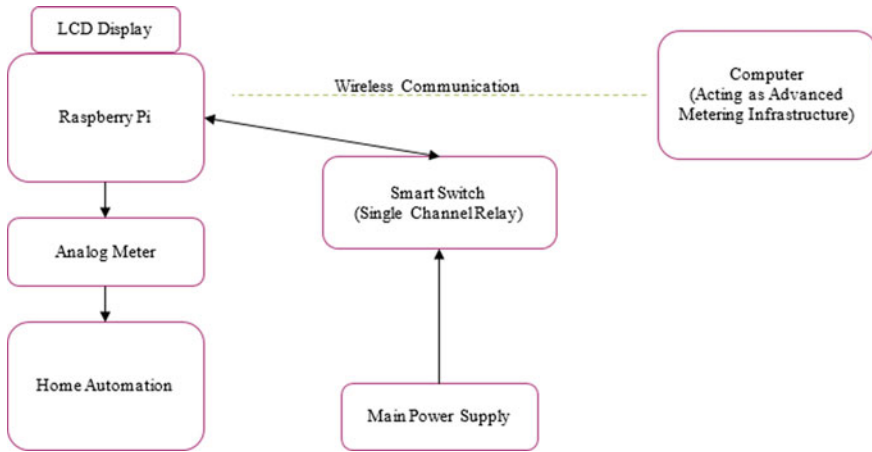 LCD Display
Raspberry Pi
Wireless Communication
Computer
(Acting as Advanced
Metering Infrastructure)
Smart Switch
(Single Channel Relay)
Analog Meter
Home Automation
Main Power Supply